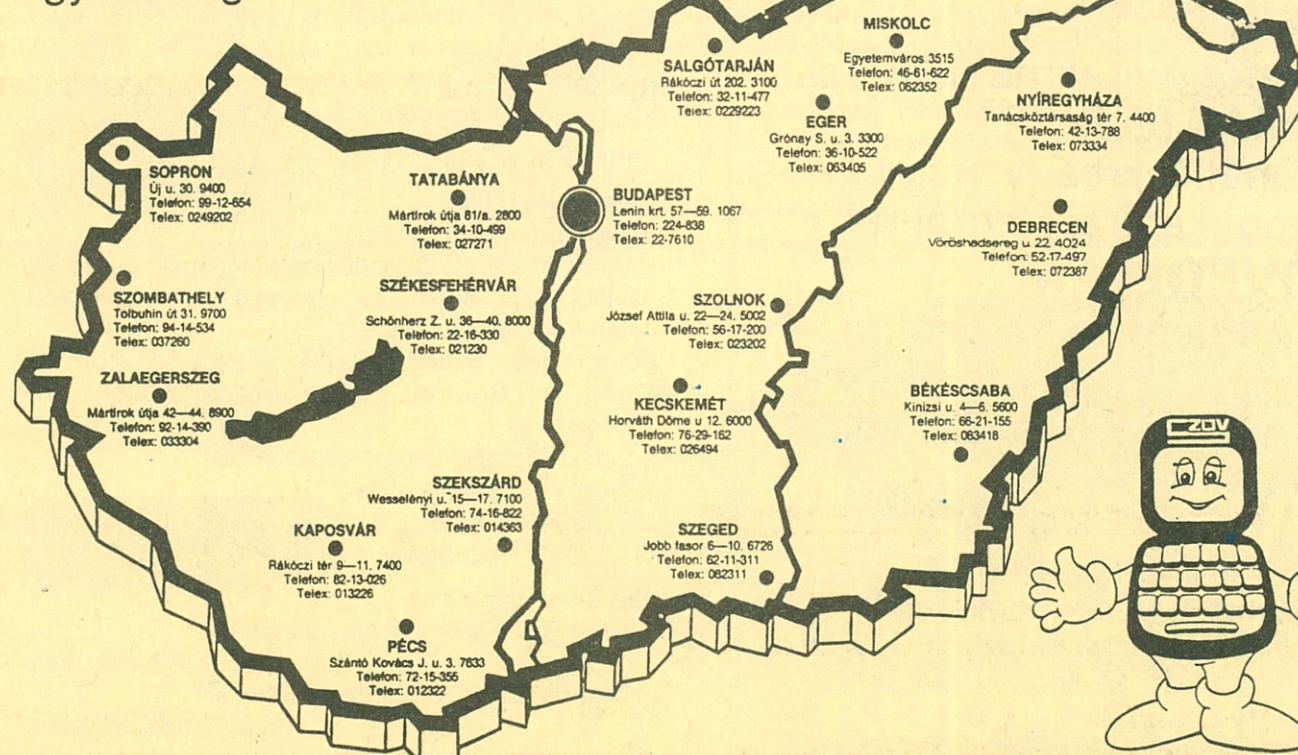 MISKOLC
Egyetemváros 3515
Telefon: 46-61-622
Telex: 062352
SALGÓTARJÁN
Rákóczi út 202. 3100
Telefon: 32-11-477
Telex: 0229223
NYÍREGYHÁZA
Tanácsköztársaság tér 7. 4400
Telefon: 42-13-788
Telex: 073334
EGER
Grónay S. u. 3. 3300
Telefon: 36-10-522
Telex: 063405
SOPRON
Új u. 30. 9400
Telefon: 99-12-654
Telex: 0249202
TATABÁNYA
Mártírok útja 81/a. 2800
Telefon: 34-10-499
Telex: 027271
BUDAPEST
Lenin krt. 57—59. 1067
Telefon: 224-838
Telex: 22-7610
DEBRECEN
Vöröshadsereg u. 22. 4024
Telefon: 52-17-497
Telex: 072387
SZOMBATHELY
Tolbuhin út 31. 9700
Telefon: 94-14-534
Telex: 037260
SZÉKESFEHÉRVÁR
Schönherz Z. u. 36—40. 8000
Telefon: 22-16-330
Telex: 021230
SZOLNOK
József Attila u. 22—24. 5002
Telefon: 56-17-200
Telex: 023202
ZALAEGERSZEG
Mártírok útja 42—44. 8900
Telefon: 92-14-390
Telex: 033304
KECSKEMÉT
Horváth Döme u 12. 6000
Telefon: 76-29-162
Telex: 026494
BÉKÉSCSABA
Kinizsi u. 4—6. 5600
Telefon: 66-21-155
Telex: 083418
SZEKSZÁRD
Wesselényi u. 15—17. 7100
Telefon: 74-16-822
Telex: 014363
KAPOSVÁR
Rákóczi tér 9—11. 7400
Telefon: 82-13-026
Telex: 013226
SZEGED
Jobb fasor 6—10. 6726
Telefon: 62-11-311
Telex: 082311
PÉCS
Szántó Kovács J. u. 3. 7633
Telefon: 72-15-355
Telex: 012322